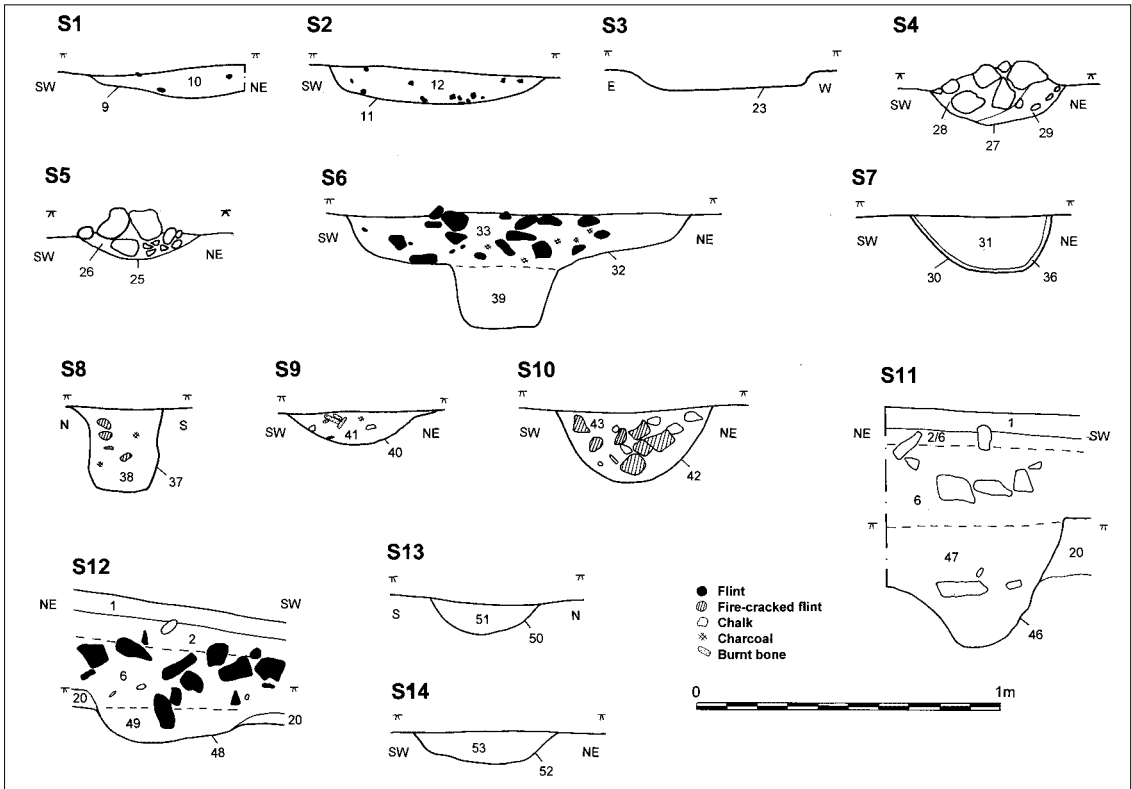 S1
SW
10
NE
9
S2
SW
12
NE
11
S3
E
23
W
S4
SW
28
27
29
NE
S5
SW
26
25
NE
S6
SW
33
NE
32
39
S7
SW
31
NE
30
36
S8
N
S
38
37
S9
SW
41
NE
40
S10
SW
43
NE
42
S11
NE
1
2/6
SW
6
47
20
46
S12
NE
1
SW
2
6
20
49
20
48
S13
S
51
N
50
S14
SW
53
NE
52
Flint
Fire-cracked flint
Chalk
Charcoal
Burnt bone
0
1m